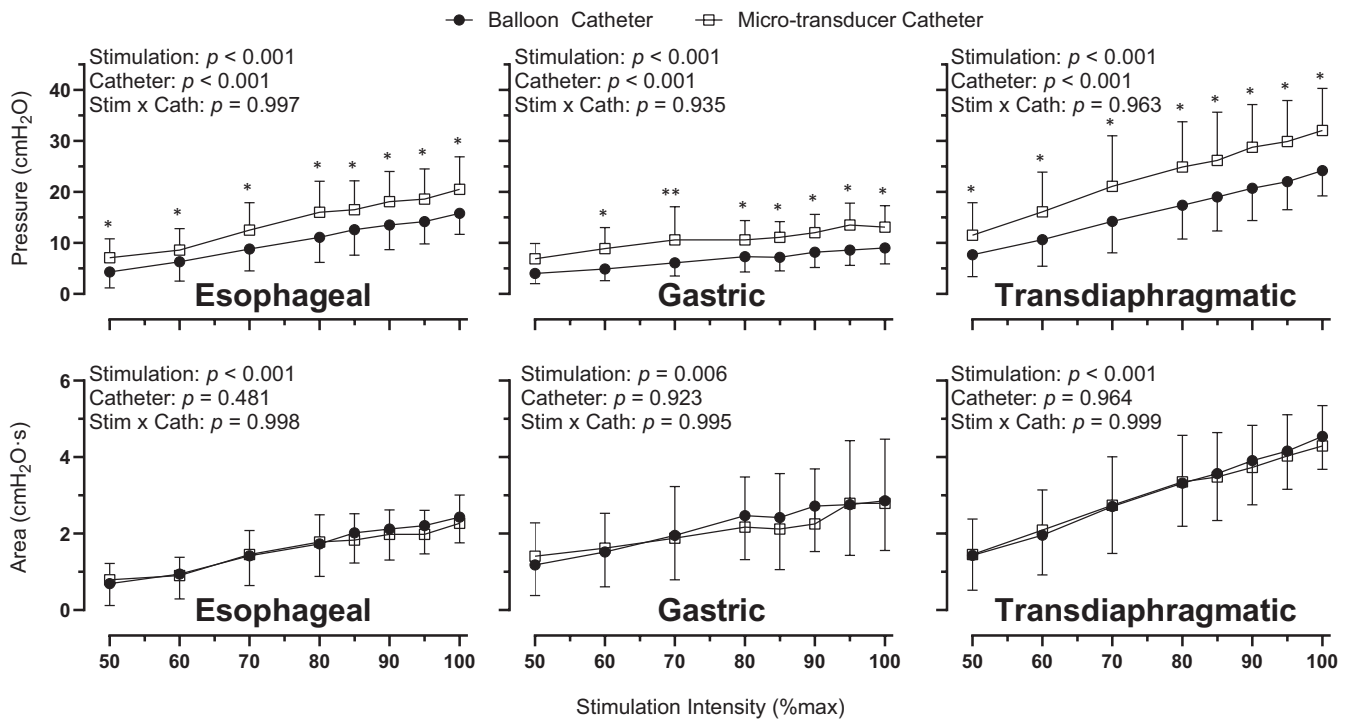 Balloon Catheter Micro-transducer Catheter
Pressure (cmH2O)
40
30
20
10
0
Stimulation: p < 0.001
Catheter: p < 0.001
Stim x Cath: p = 0.997
* * * * * * * *
Esophageal
Stimulation: p < 0.001
Catheter: p < 0.001
Stim x Cath: p = 0.935
* ** * * * * *
Gastric
Stimulation: p < 0.001
Catheter: p < 0.001
Stim x Cath: p = 0.963
* * * * * * * *
Transdiaphragmatic
Area (cmH2O·s)
6
4
2
0
Stimulation: p < 0.001
Catheter: p = 0.481
Stim x Cath: p = 0.998
Esophageal
Stimulation: p = 0.006
Catheter: p = 0.923
Stim x Cath: p = 0.995
Gastric
Stimulation: p < 0.001
Catheter: p = 0.964
Stim x Cath: p = 0.999
Transdiaphragmatic
50 60 70 80 90 100
50 60 70 80 90 100
50 60 70 80 90 100
Stimulation Intensity (%max)